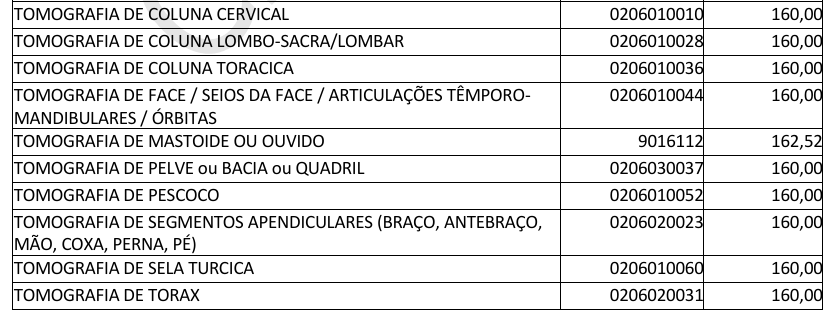 TOMOGRAFIA DE COLUNA CERVICAL 0206010010 160,00
TOMOGRAFIA DE COLUNA LOMBO-SACRA/LOMBAR 0206010028 160,00
TOMOGRAFIA DE COLUNA TORACICA 0206010036 160,00
TOMOGRAFIA DE FACE / SEIOS DA FACE / ARTICULAÇÕES TÊMPORO- 0206010044 160,00
MANDIBULARES / ÓRBITAS
TOMOGRAFIA DE MASTOIDE OU OUVIDO 9016112 162,52
TOMOGRAFIA DE PELVE ou BACIA ou QUADRIL 0206030037 160,00
TOMOGRAFIA DE PESCOCO 0206010052 160,00
TOMOGRAFIA DE SEGMENTOS APENDICULARES (BRAÇO, ANTEBRAÇO, 0206020023 160,00
MÃO, COXA, PERNA, PÉ)
TOMOGRAFIA DE SELA TURCICA 0206010060 160,00
TOMOGRAFIA DE TORAX 0206020031 160,00